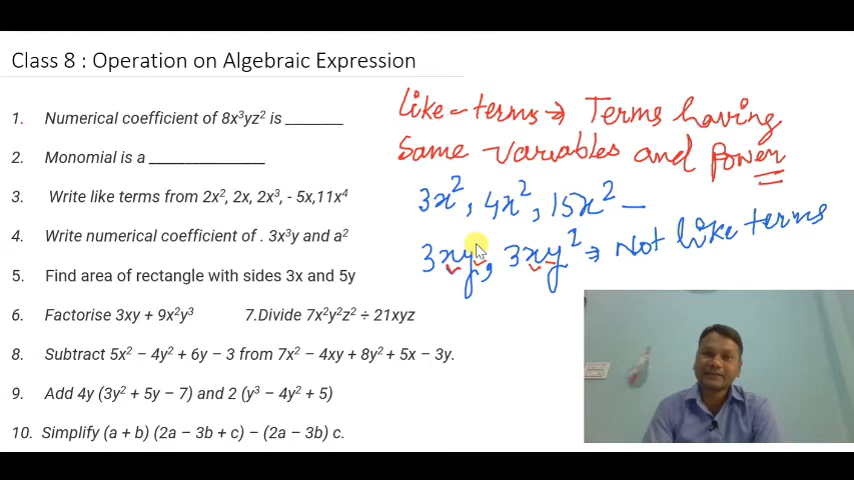 Class 8 : Operation on Algebraic Expression
1. Numerical coefficient of 8x³yz² is _______
2. Monomial is a ______________
3. Write like terms from 2x², 2x, 2x³, - 5x,11x⁴
4. Write numerical coefficient of . 3x³y and a²
5. Find area of rectangle with sides 3x and 5y
6. Factorise 3xy + 9x²y³ 7.Divide 7x²y²z² ÷ 21xyz
8. Subtract 5x² – 4y² + 6y – 3 from 7x² – 4xy + 8y² + 5x – 3y.
9. Add 4y (3y² + 5y – 7) and 2 (y³ – 4y² + 5)
10. Simplify (a + b) (2a – 3b + c) – (2a – 3b) c.
like-terms ⇒ Terms having
Same variables and power
3x², 4x², 15x² –
3xy, 3xy² ⇒ Not like terms